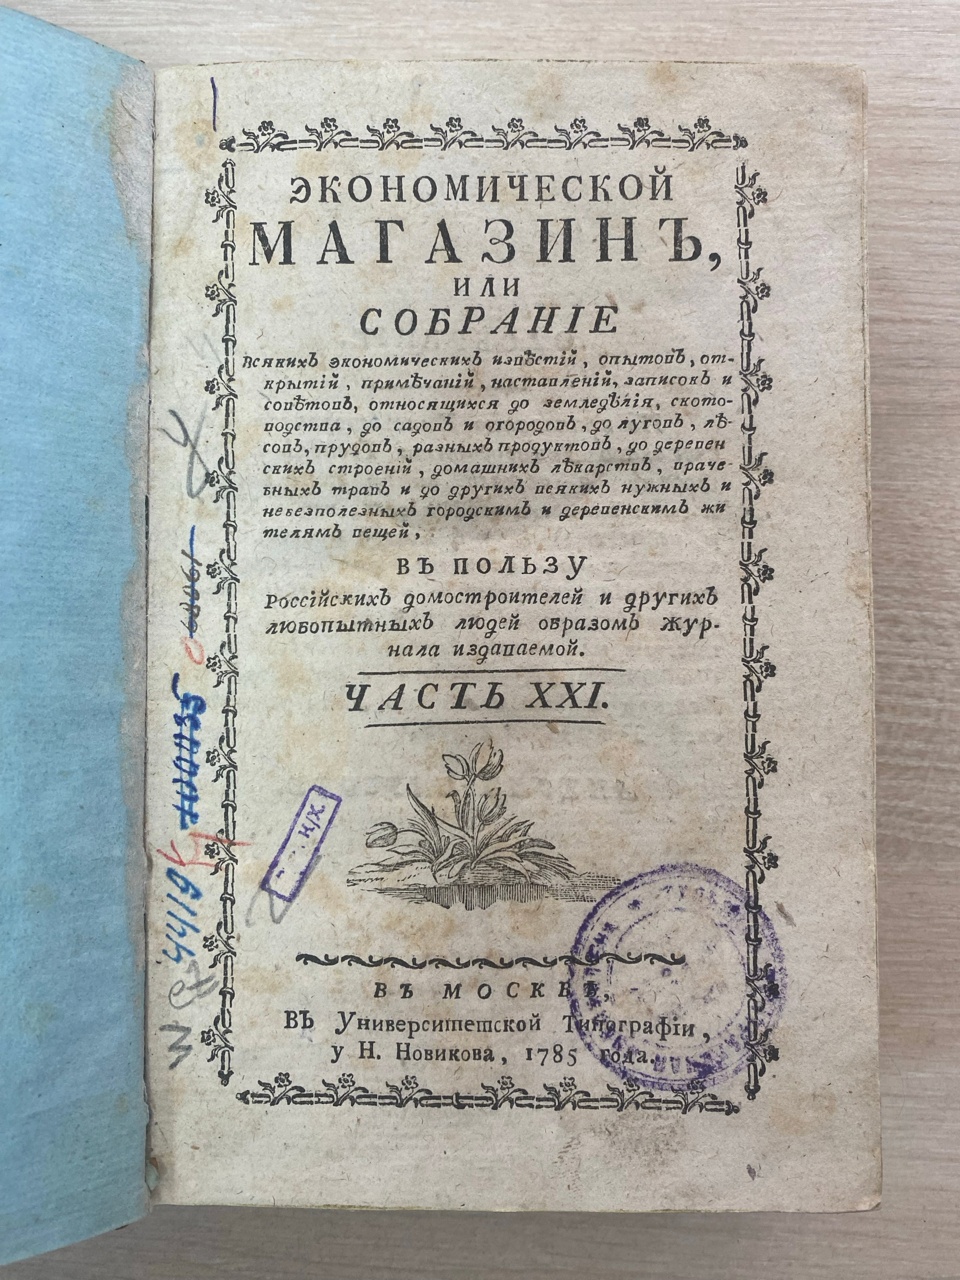 ЭКОНОМИЧЕСКОЙ
МАГАЗИНЪ,
ИЛИ
СОБРАНІЕ
Всякихъ экономическихъ извѣстій, опытовъ, от-
крытій, примѣчаній, наставленій, записокъ и
совѣтовъ, относящихся до земледѣлія, ското-
водства, до садовъ и огородовъ, до луговъ, лѣ-
совъ, прудовъ, разныхъ продуктовъ, до деревен
скихъ строеній, домашнихъ лѣкарствъ, враче-
бныхъ травъ и до другихъ всякихъ нужныхъ и
небезполезныхъ городскимъ и деревенскимъ жи
телямъ вещей,
ВЪ ПОЛЬЗУ
Россійскихъ домостроителей и другихъ
любопытныхъ людей образомъ жур-
нала издаваемой.
ЧАСТЬ XXI.
н/х
44116
ВЪ МОСКВѢ,
ВЪ Университетской Типографіи,
у Н. Новикова, 1785 года.